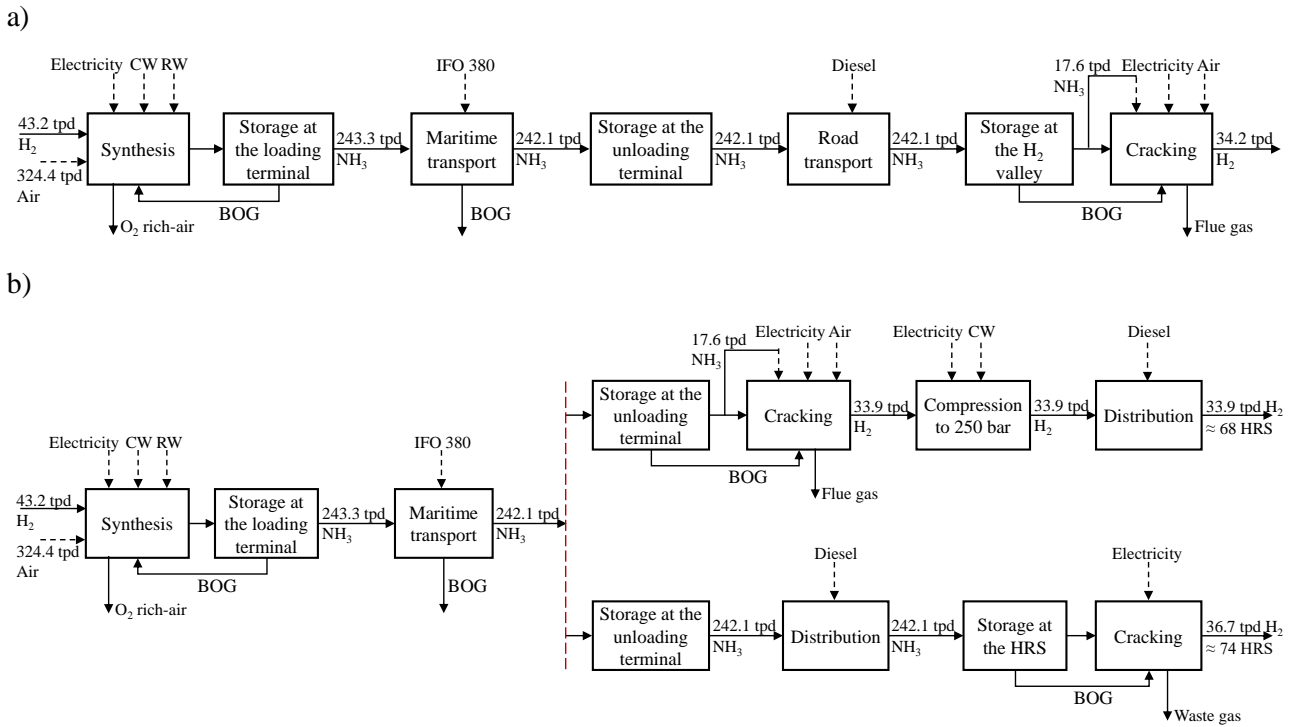 a)
Electricity CW RW
IFO 380
Diesel
17.6 tpd
NH3
Electricity Air
43.2 tpd
H2
324.4 tpd
Air
Synthesis
Storage at
the loading
terminal
243.3 tpd
NH3
Maritime
transport
242.1 tpd
NH3
Storage at the
unloading
terminal
242.1 tpd
NH3
Road
transport
242.1 tpd
NH3
Storage at
the H2
valley
Cracking
34.2 tpd
H2
BOG
O2 rich-air
BOG
BOG
Flue gas
b)
17.6 tpd
NH3
Electricity Air
Electricity CW
Diesel
Storage at the
unloading
terminal
Cracking
33.9 tpd
H2
Compression
to 250 bar
33.9 tpd
H2
Distribution
33.9 tpd H2
≈ 68 HRS
BOG
Flue gas
Electricity CW RW
IFO 380
43.2 tpd
H2
324.4 tpd
Air
Synthesis
Storage at
the loading
terminal
243.3 tpd
NH3
Maritime
transport
242.1 tpd
NH3
BOG
O2 rich-air
BOG
Diesel
Electricity
Storage at the
unloading
terminal
242.1 tpd
NH3
Distribution
242.1 tpd
NH3
Storage at
the HRS
Cracking
36.7 tpd H2
≈ 74 HRS
BOG
Waste gas